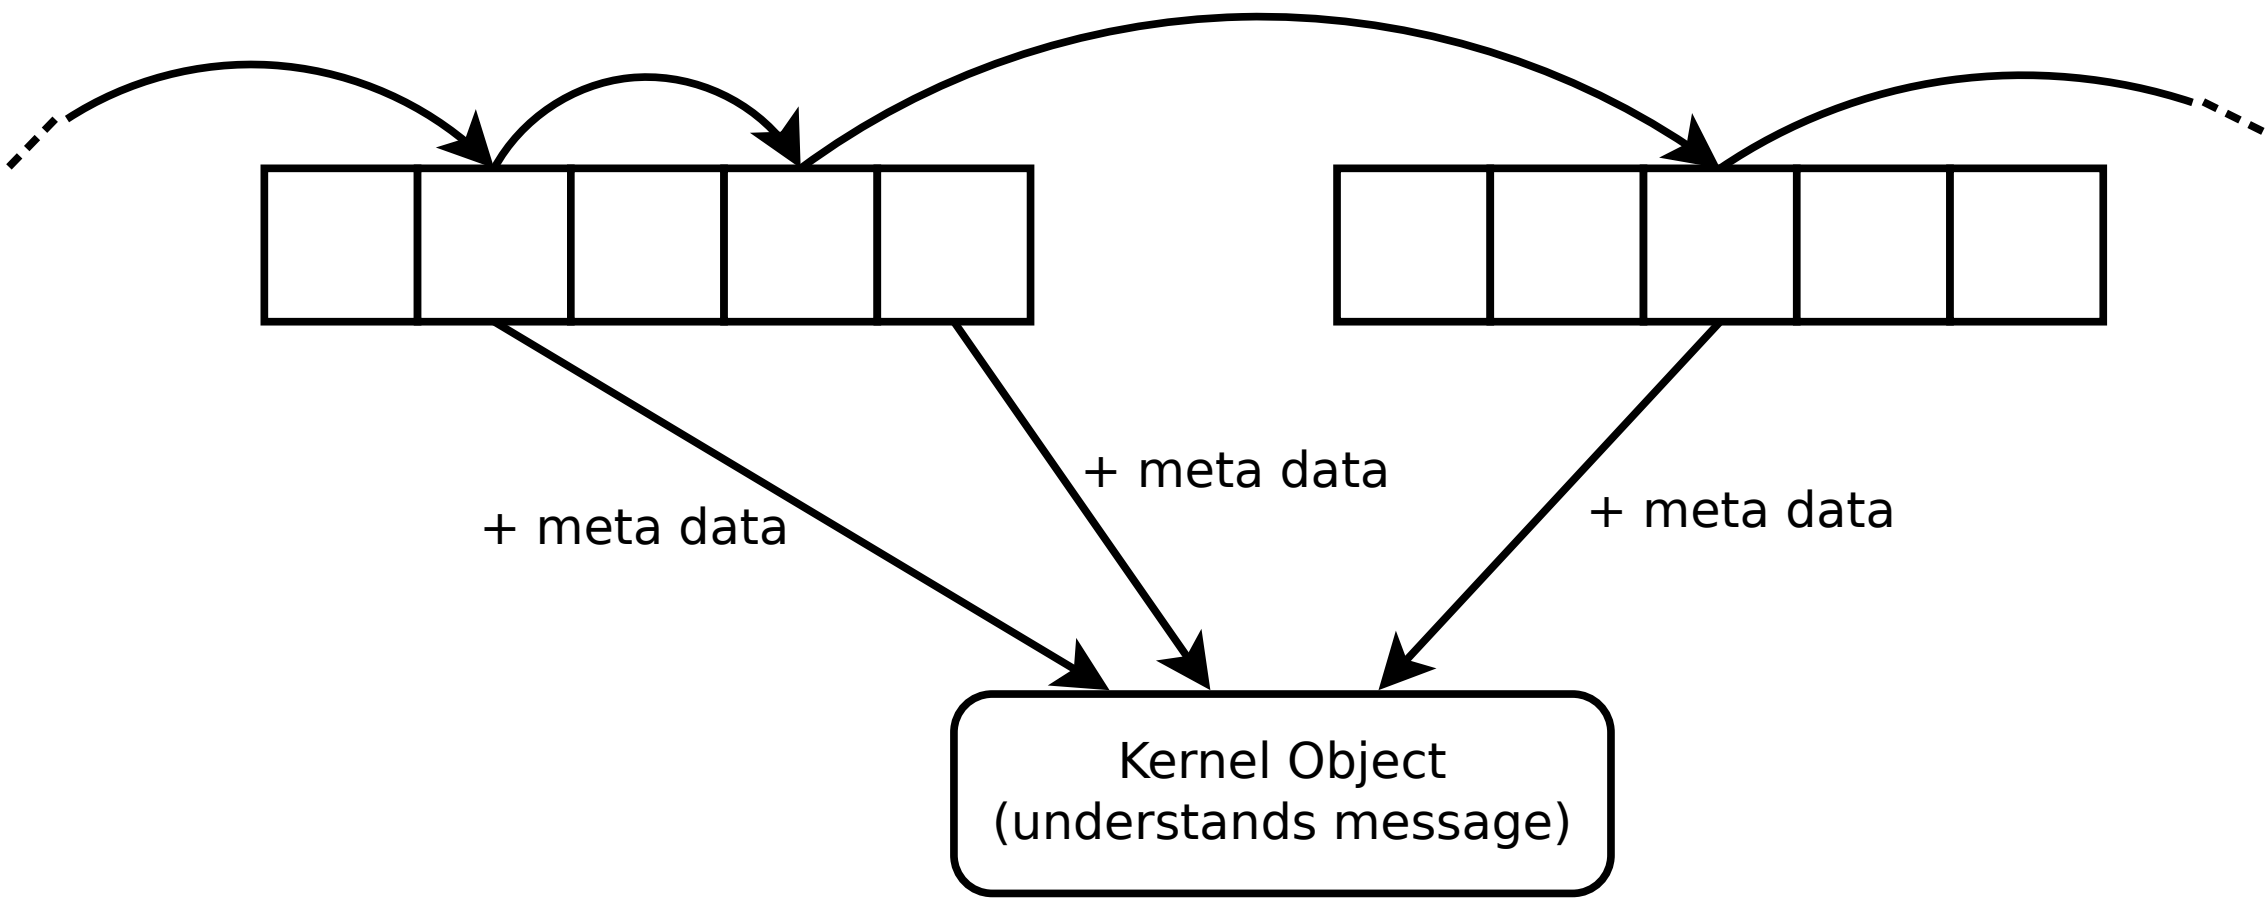 + meta data
+ meta data
+ meta data
Kernel Object
(understands message)